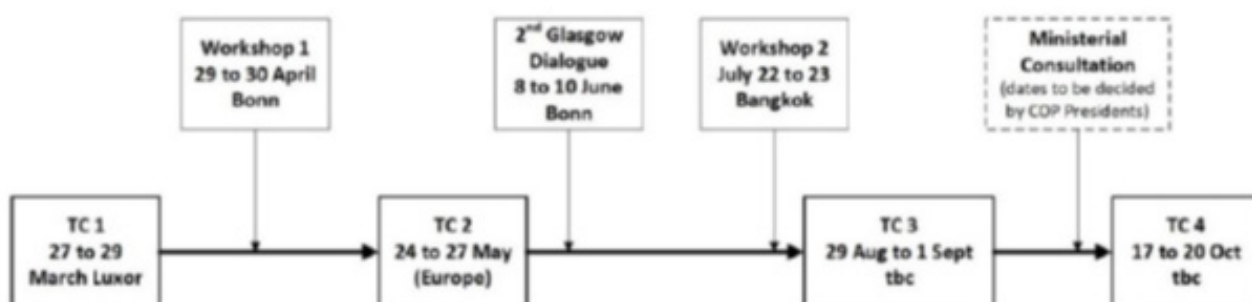 Workshop 1
29 to 30 April
Bonn
2nd Glasgow
Dialogue
8 to 10 June
Bonn
Workshop 2
July 22 to 23
Bangkok
Ministerial
Consultation
(dates to be decided
by COP Presidents)
TC 1
27 to 29
March Luxor
TC 2
24 to 27 May
(Europe)
TC 3
29 Aug to 1 Sept
tbc
TC 4
17 to 20 Oct
tbc